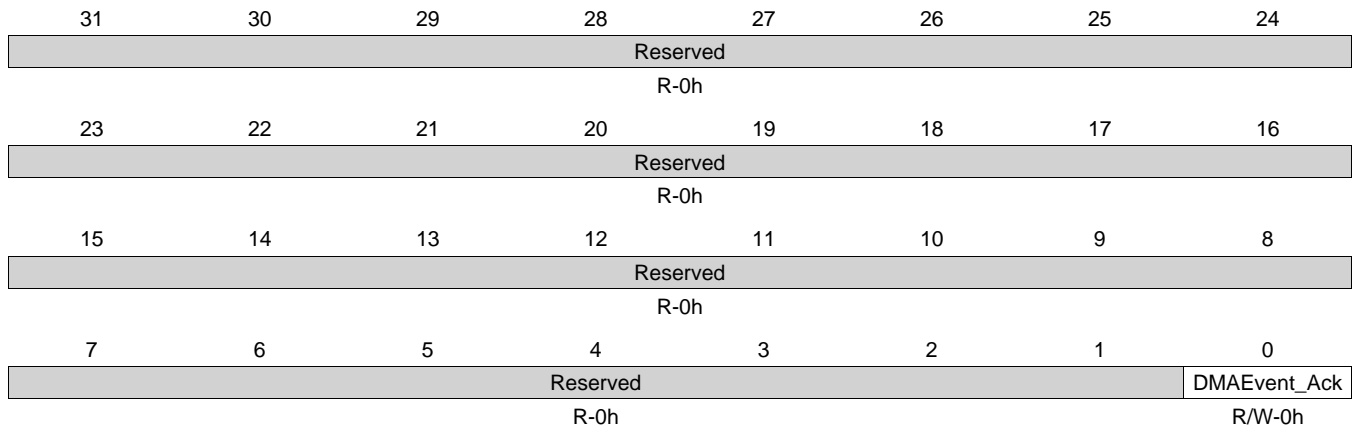 31 30 29 28 27 26 25 24
Reserved
R-0h
23 22 21 20 19 18 17 16
Reserved
R-0h
15 14 13 12 11 10 9 8
Reserved
R-0h
7 6 5 4 3 2 1 0
Reserved DMAEvent_Ack
R-0h R/W-0h